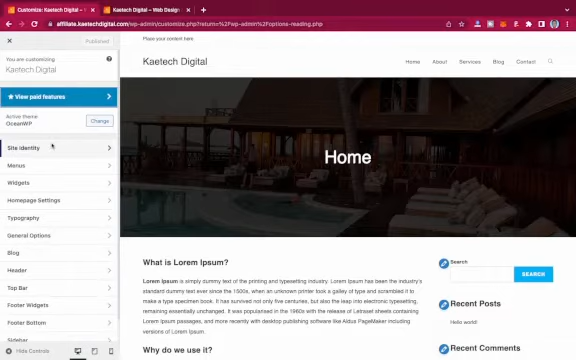 Customize: Kaetech Digital –
Kaetech Digital – Web Design
affiliate.kaetechdigital.com/wp-admin/customize.php?return=%2Fwp-admin%2Foptions-reading.php
Published
Place your content here
You are customizing
Kaetech Digital
Kaetech Digital
Home
About
Services
Blog
Contact
View paid features
Active theme:
OceanWP
Change
Site Identity
Menus
Widgets
Homepage Settings
Typography
General Options
Blog
Header
Top Bar
Footer Widgets
Footer Bottom
Sidebar
Hide Controls
Home
What is Lorem Ipsum?
Lorem Ipsum is simply dummy text of the printing and typesetting industry. Lorem Ipsum has been the industry's
standard dummy text ever since the 1500s, when an unknown printer took a galley of type and scrambled it to
make a type specimen book. It has survived not only five centuries, but also the leap into electronic typesetting,
remaining essentially unchanged. It was popularised in the 1960s with the release of Letraset sheets containing
Lorem Ipsum passages, and more recently with desktop publishing software like Aldus PageMaker including
versions of Lorem Ipsum.
Why do we use it?
Search
SEARCH
Recent Posts
Hello world!
Recent Comments